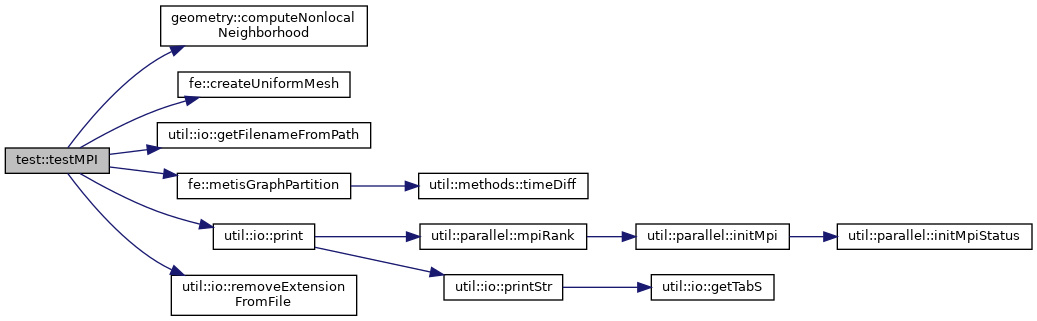 geometry::computeNonlocal
Neighborhood
fe::createUniformMesh
util::io::getFilenameFromPath
test::testMPI
fe::metisGraphPartition
util::methods::timeDiff
util::io::print
util::parallel::mpiRank
util::parallel::initMpi
util::parallel::initMpiStatus
util::io::removeExtension
FromFile
util::io::printStr
util::io::getTabS